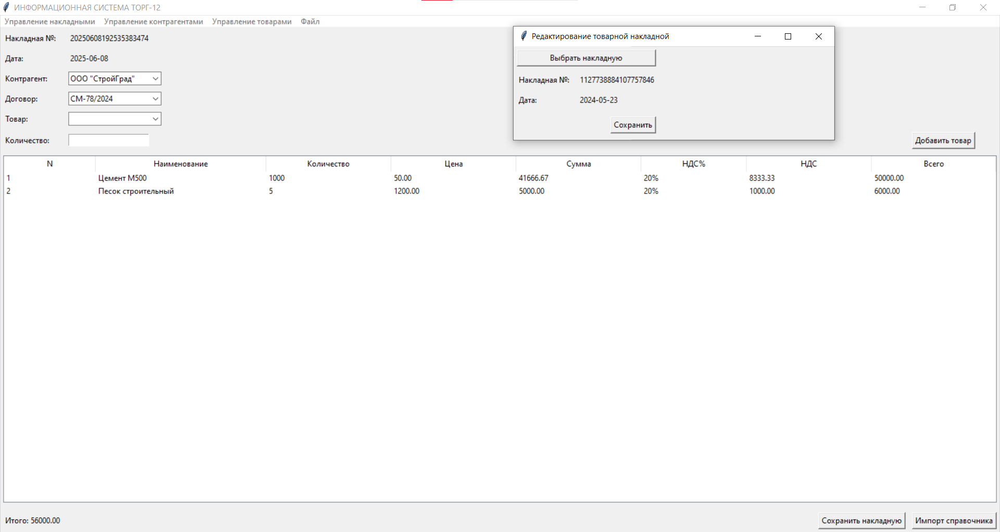 ИНФОРМАЦИОННАЯ СИСТЕМА ТОРГ-12
Управление накладными Управление контрагентами Управление товарами Файл
Накладная №: 20250608192535383474
Дата: 2025-06-08
Контрагент: ООО "СтройГрад"
Договор: СМ-78/2024
Товар:
Количество:
Редактирование товарной накладной
Выбрать накладную
Накладная №: 1127738884107757846
Дата: 2024-05-23
Сохранить
Добавить товар
N Наименование Количество Цена Сумма НДС% НДС Всего
1 Цемент М500 1000 50.00 41666.67 20% 8333.33 50000.00
2 Песок строительный 5 1200.00 5000.00 20% 1000.00 6000.00
Итого: 56000.00
Сохранить накладную Импорт справочника